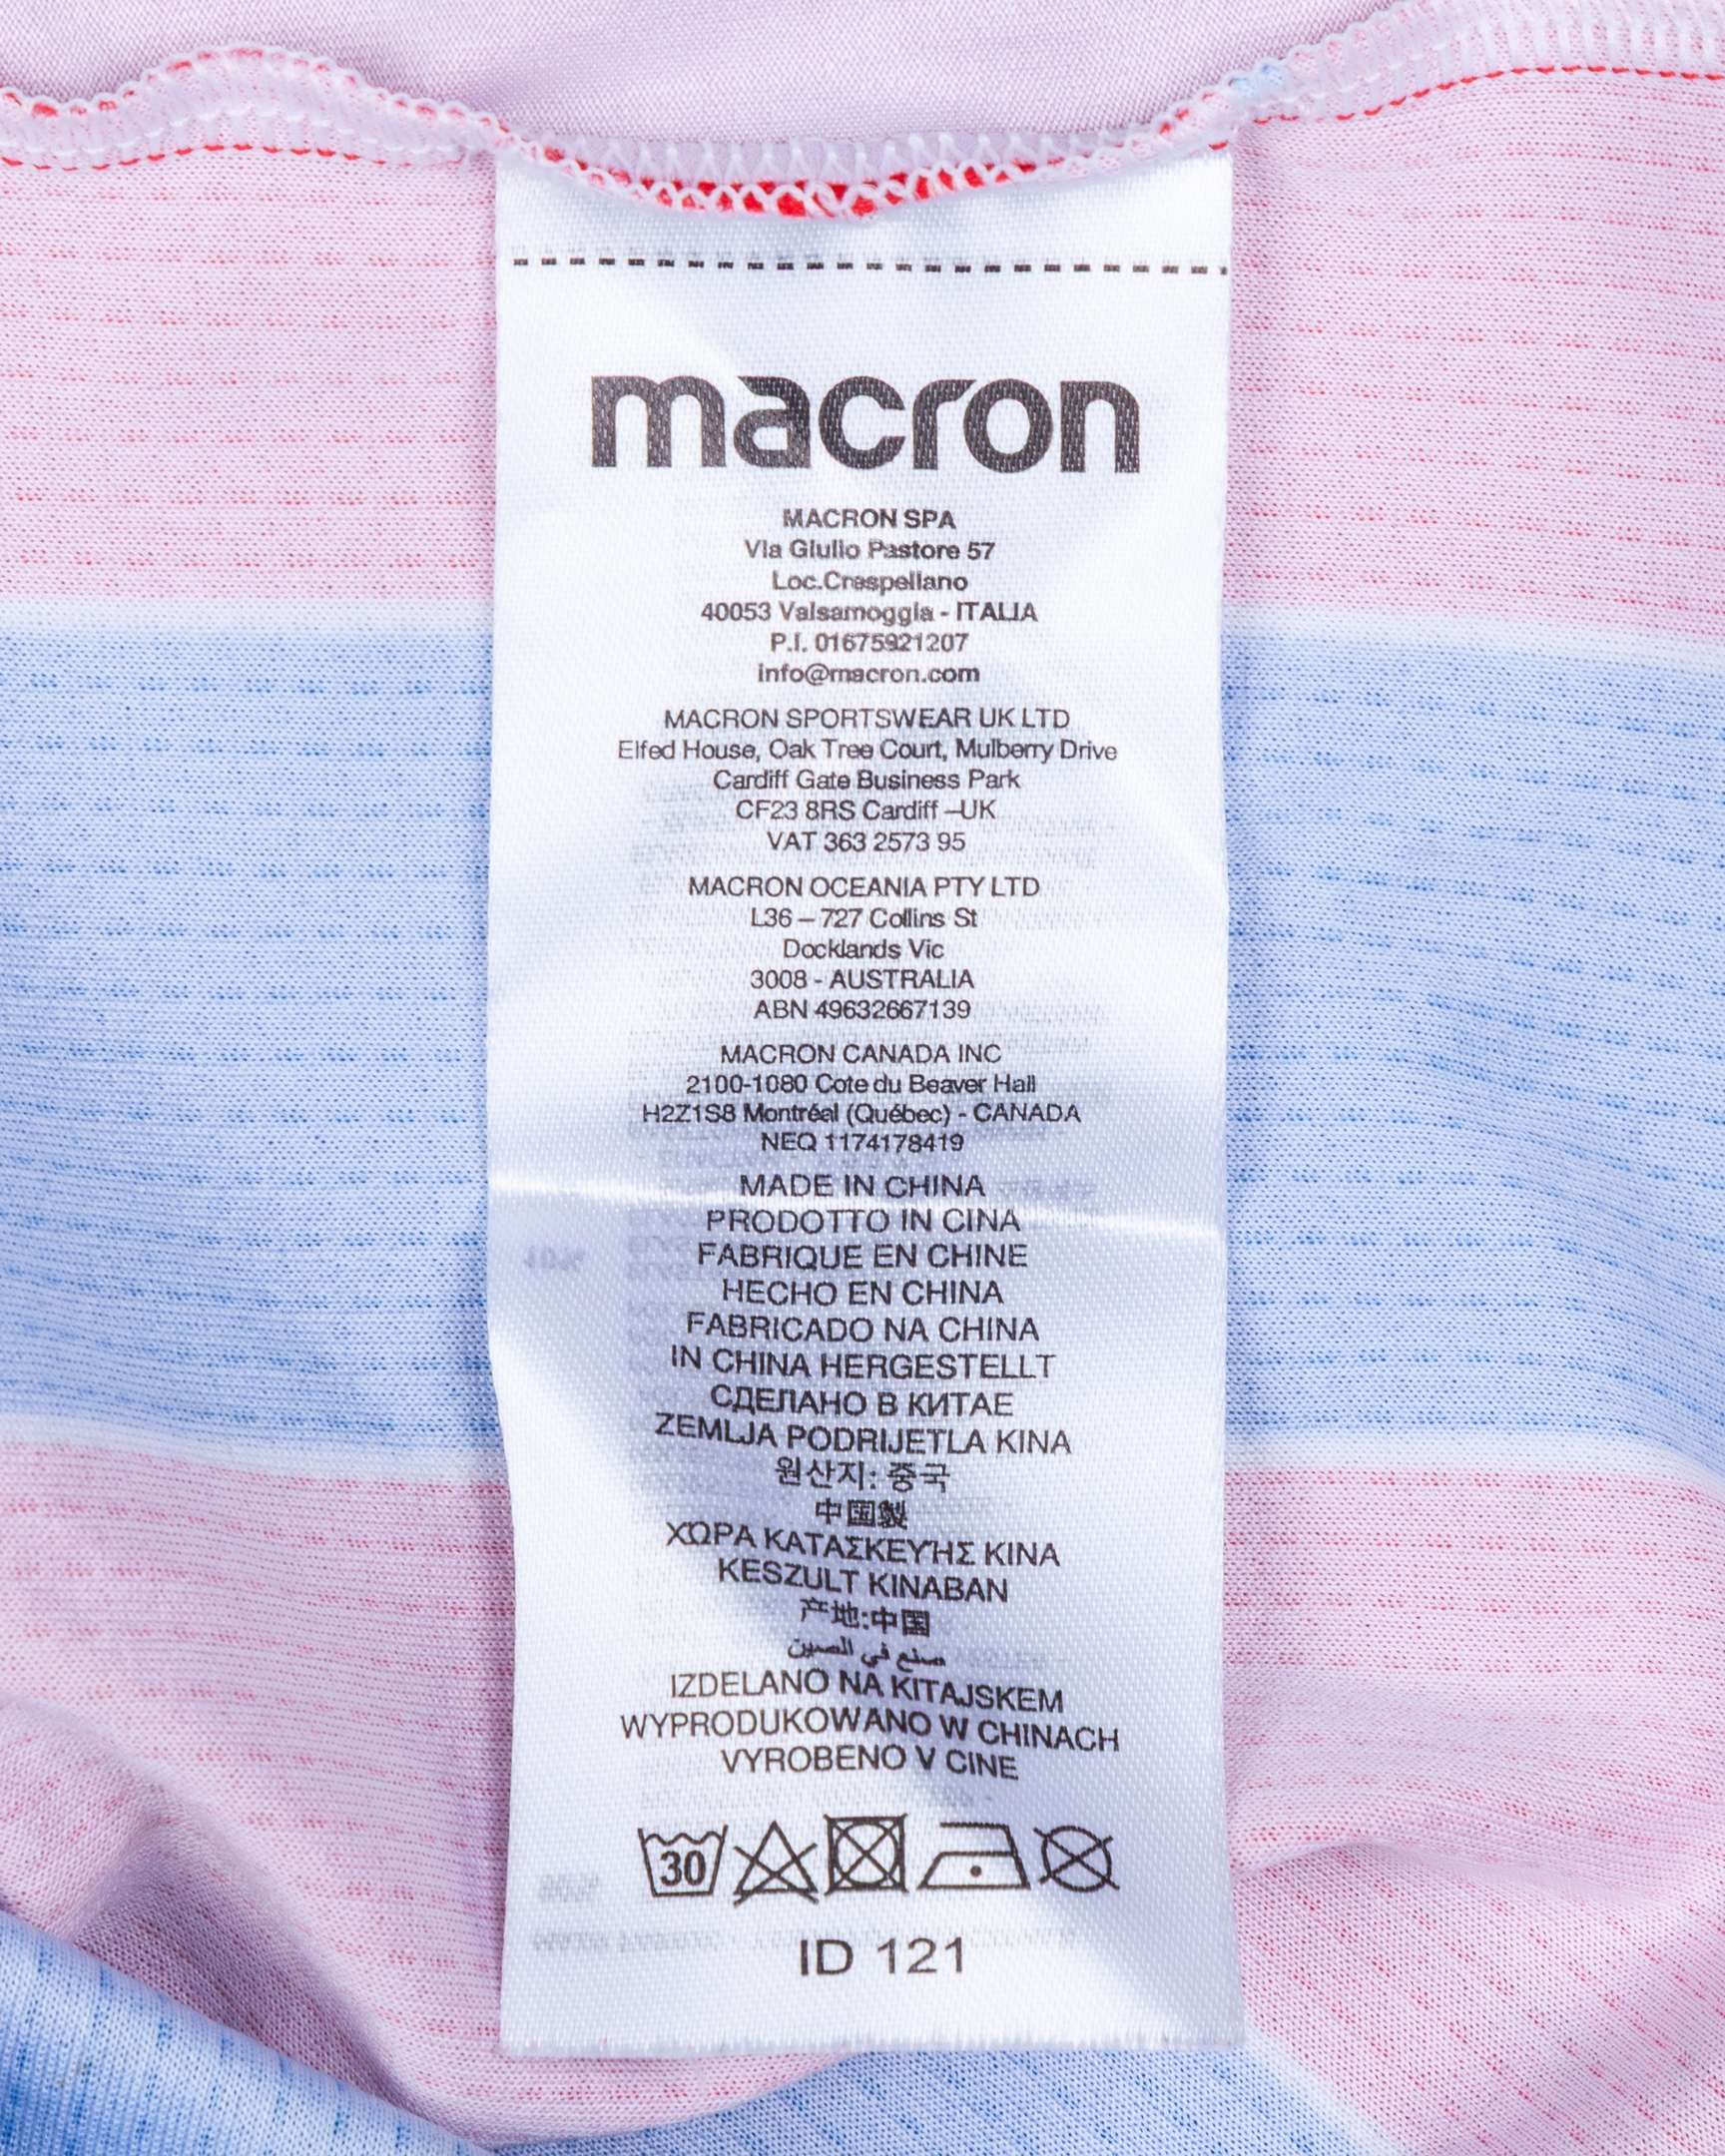 macron
MACRON SPA
Via Giulio Pastore 57
Loc.Crespellano
40053 Valsamoggia - ITALIA
P.I. 01675921207
info@macron.com
MACRON SPORTSWEAR UK LTD
Elfed House, Oak Tree Court, Mulberry Drive
Cardiff Gate Business Park
CF23 8RS Cardiff –UK
VAT 363 2573 95
MACRON OCEANIA PTY LTD
L36 – 727 Collins St
Docklands Vic
3008 - AUSTRALIA
ABN 49632667139
MACRON CANADA INC
2100-1080 Cote du Beaver Hall
H2Z1S8 Montréal (Québec) - CANADA
NEQ 1174178419
MADE IN CHINA
PRODOTTO IN CINA
FABRIQUE EN CHINE
HECHO EN CHINA
FABRICADO NA CHINA
IN CHINA HERGESTELLT
СДЕЛАНО В КИТАЕ
ZEMLJA PODRIJETLA KINA
원산지: 중국
中国製
ΧΩΡΑ ΚΑΤΑΣΚΕΥΉΣ ΚΙΝΑ
KESZULT KINABAN
产地:中国
صنع في الصين
IZDELANO NA KITAJSKEM
WYPRODUKOWANO W CHINACH
VYROBENO V CINE
30
ID 121